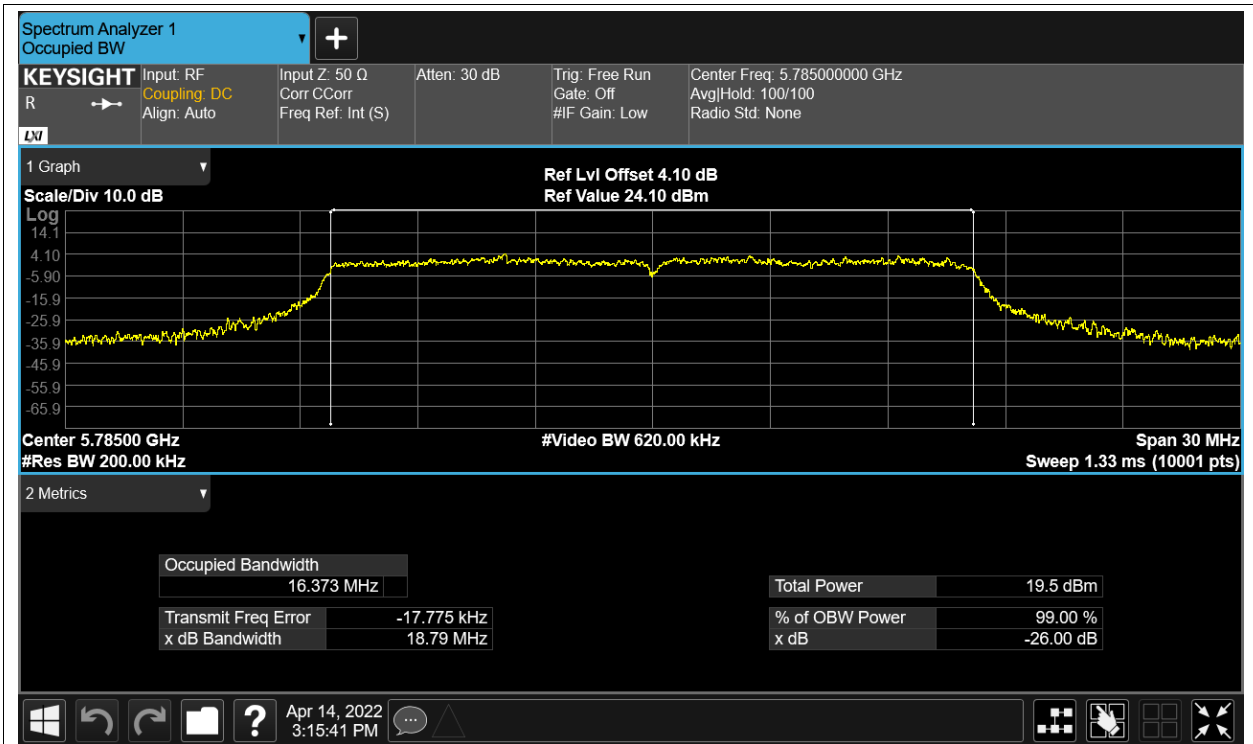 Spectrum Analyzer 1
Occupied BW
KEYSIGHT
R
LXI
Input: RF
Coupling: DC
Align: Auto
Input Z: 50 Ω
Corr CCorr
Freq Ref: Int (S)
Atten: 30 dB
Trig: Free Run
Gate: Off
#IF Gain: Low
Center Freq: 5.785000000 GHz
Avg|Hold: 100/100
Radio Std: None
1 Graph
Scale/Div 10.0 dB
Ref Lvl Offset 4.10 dB
Ref Value 24.10 dBm
Log
14.1
4.10
-5.90
-15.9
-25.9
-35.9
-45.9
-55.9
-65.9
Center 5.78500 GHz
#Video BW 620.00 kHz
Span 30 MHz
#Res BW 200.00 kHz
Sweep 1.33 ms (10001 pts)
2 Metrics
Occupied Bandwidth
16.373 MHz
Total Power 19.5 dBm
Transmit Freq Error -17.775 kHz
% of OBW Power 99.00 %
x dB Bandwidth 18.79 MHz
x dB -26.00 dB
?
Apr 14, 2022
3:15:41 PM